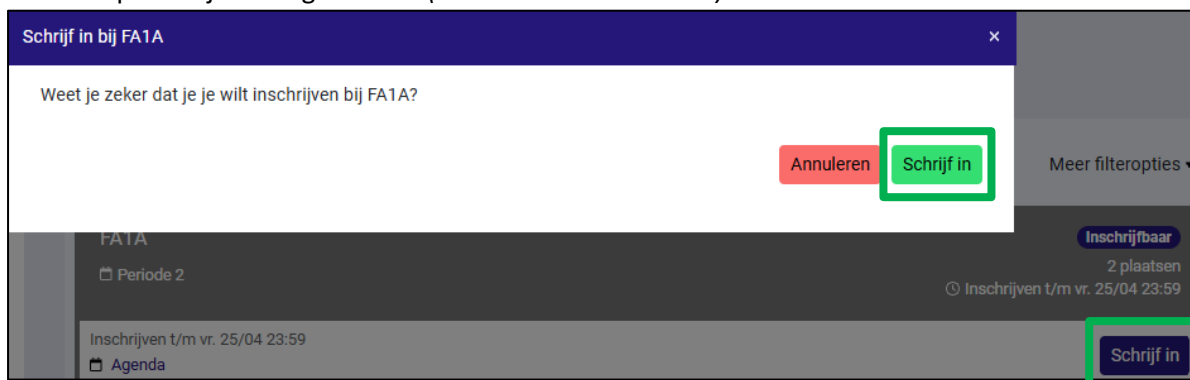 Schrijf in bij FA1A ×
Weet je zeker dat je je wilt inschrijven bij FA1A?
Annuleren Schrijf in
Meer filteropties
FA1A
Inschrijfbaar
Periode 2
2 plaatsen
Inschrijven t/m vr. 25/04 23:59
Inschrijven t/m vr. 25/04 23:59
Agenda
Schrijf in